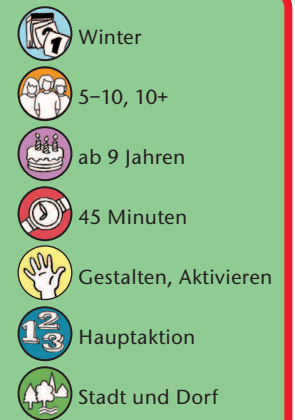 Winter
5–10, 10+
ab 9 Jahren
45 Minuten
Gestalten, Aktivieren
Hauptaktion
Stadt und Dorf